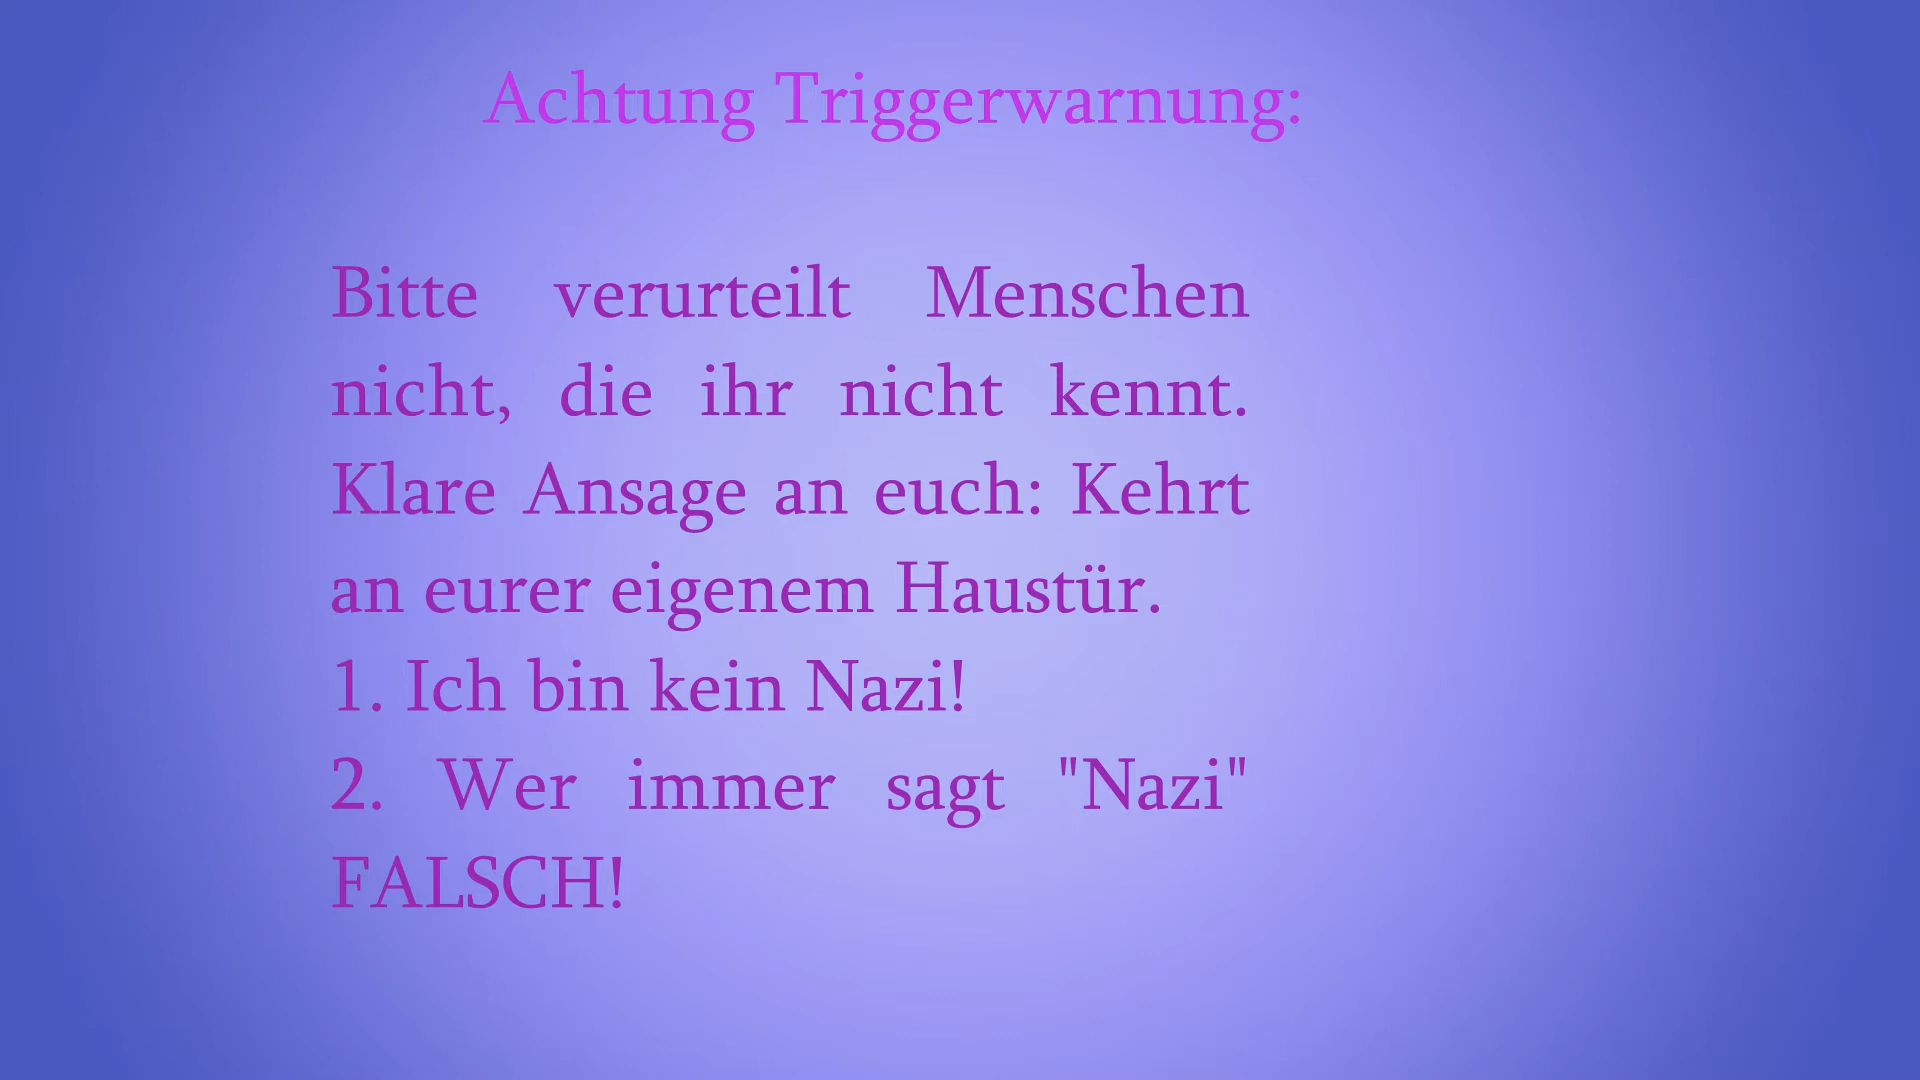 Achtung Triggerwarnung:
Bitte verurteilt Menschen
nicht, die ihr nicht kennt.
Klare Ansage an euch: Kehrt
an eurer eigenem Haustür.
1. Ich bin kein Nazi!
2. Wer immer sagt "Nazi"
FALSCH!